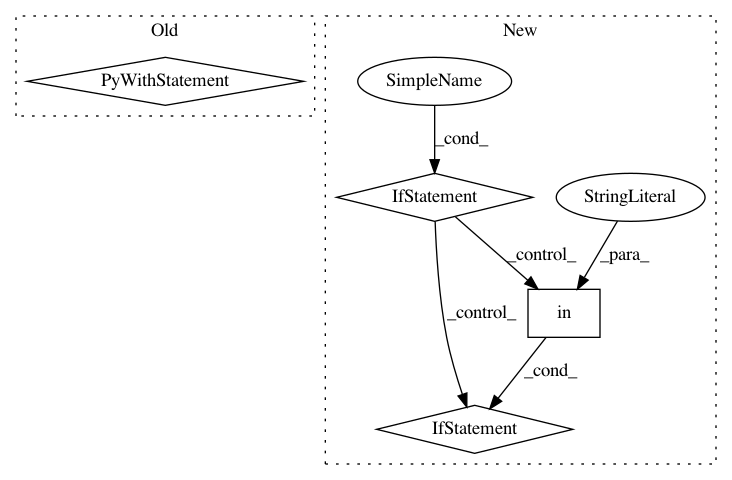 Old
New
PyWithStatement
SimpleName
_cond_
IfStatement
StringLiteral
_control_
_para_
_control_
in
_cond_
IfStatement